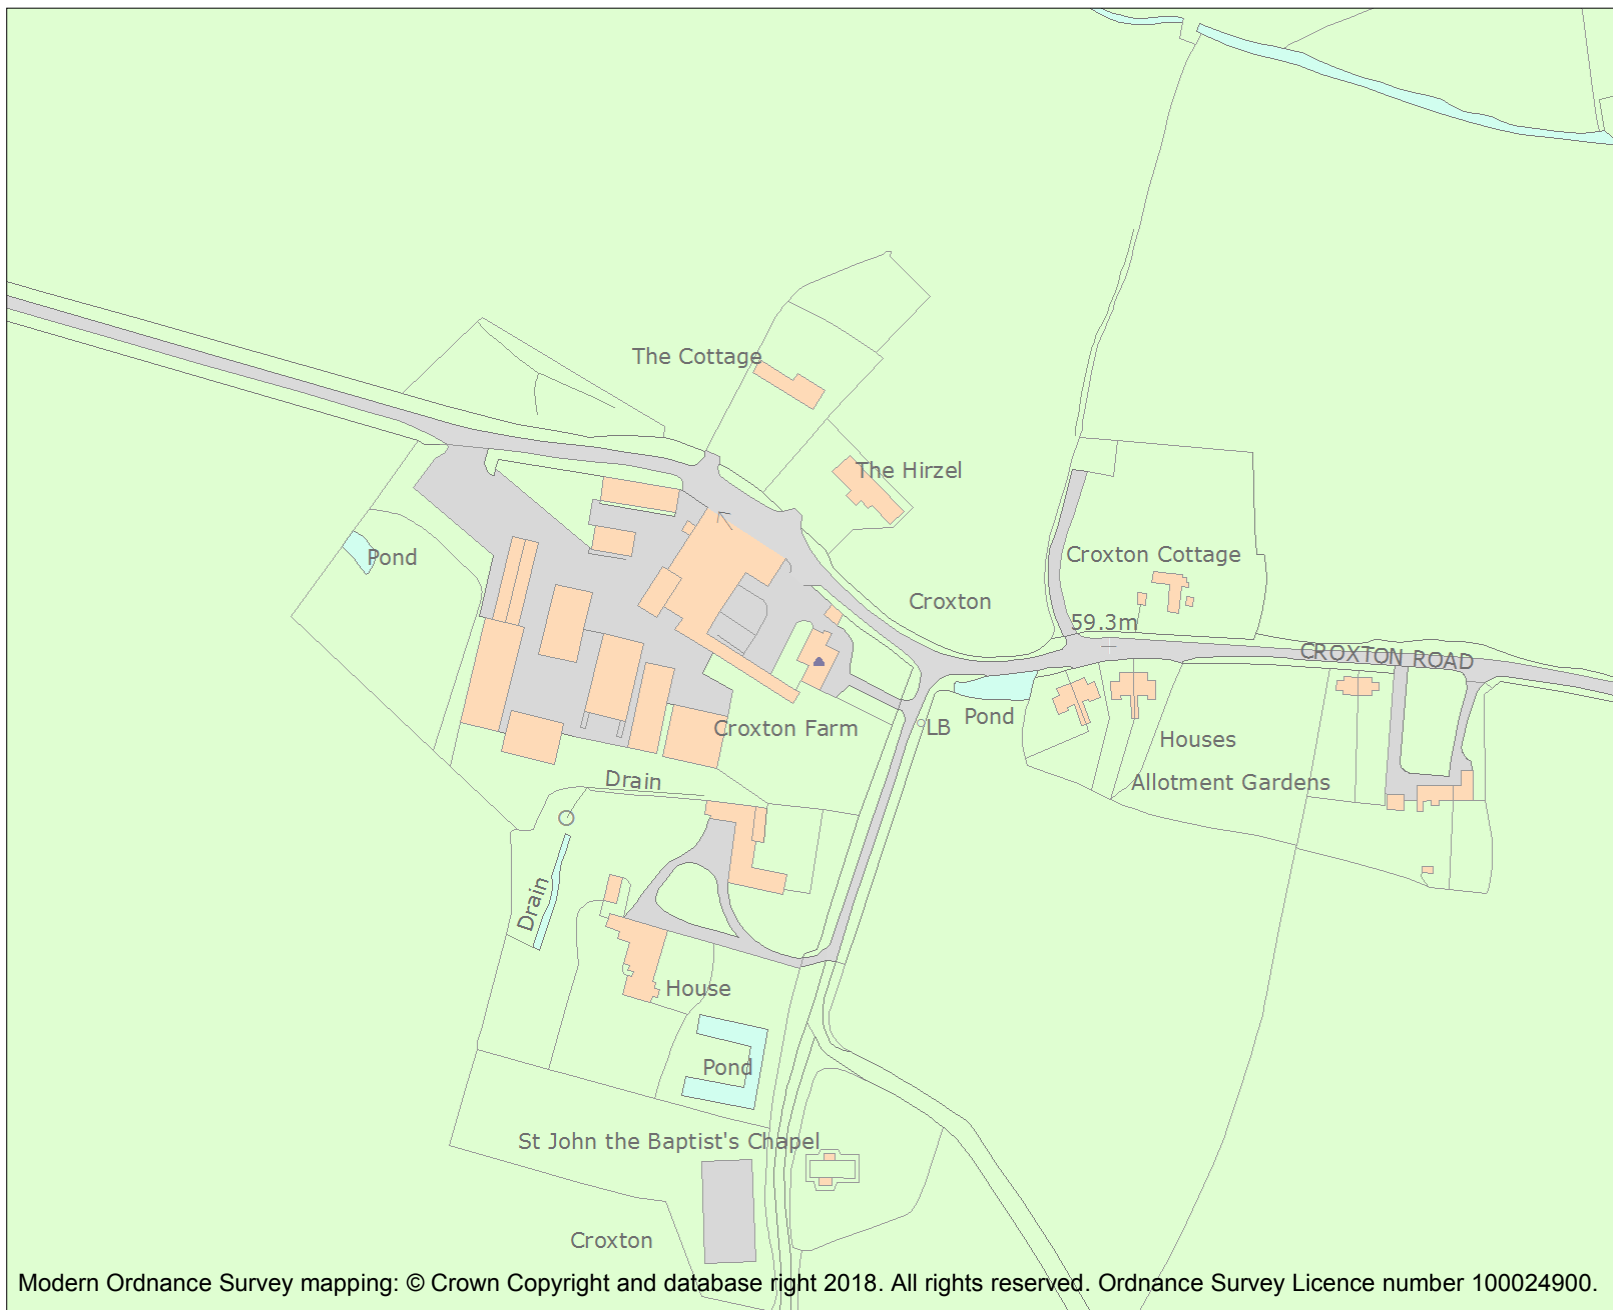 The Cottage
The Hirzel
Croxton Cottage
Pond
Croxton
59.3m
CROXTON ROAD
Pond
LB
Croxton Farm
Houses
Drain
Allotment Gardens
Drain
House
Pond
St John the Baptist's Chapel
Croxton
Modern Ordnance Survey mapping: © Crown Copyright and database right 2018. All rights reserved. Ordnance Survey Licence number 100024900.